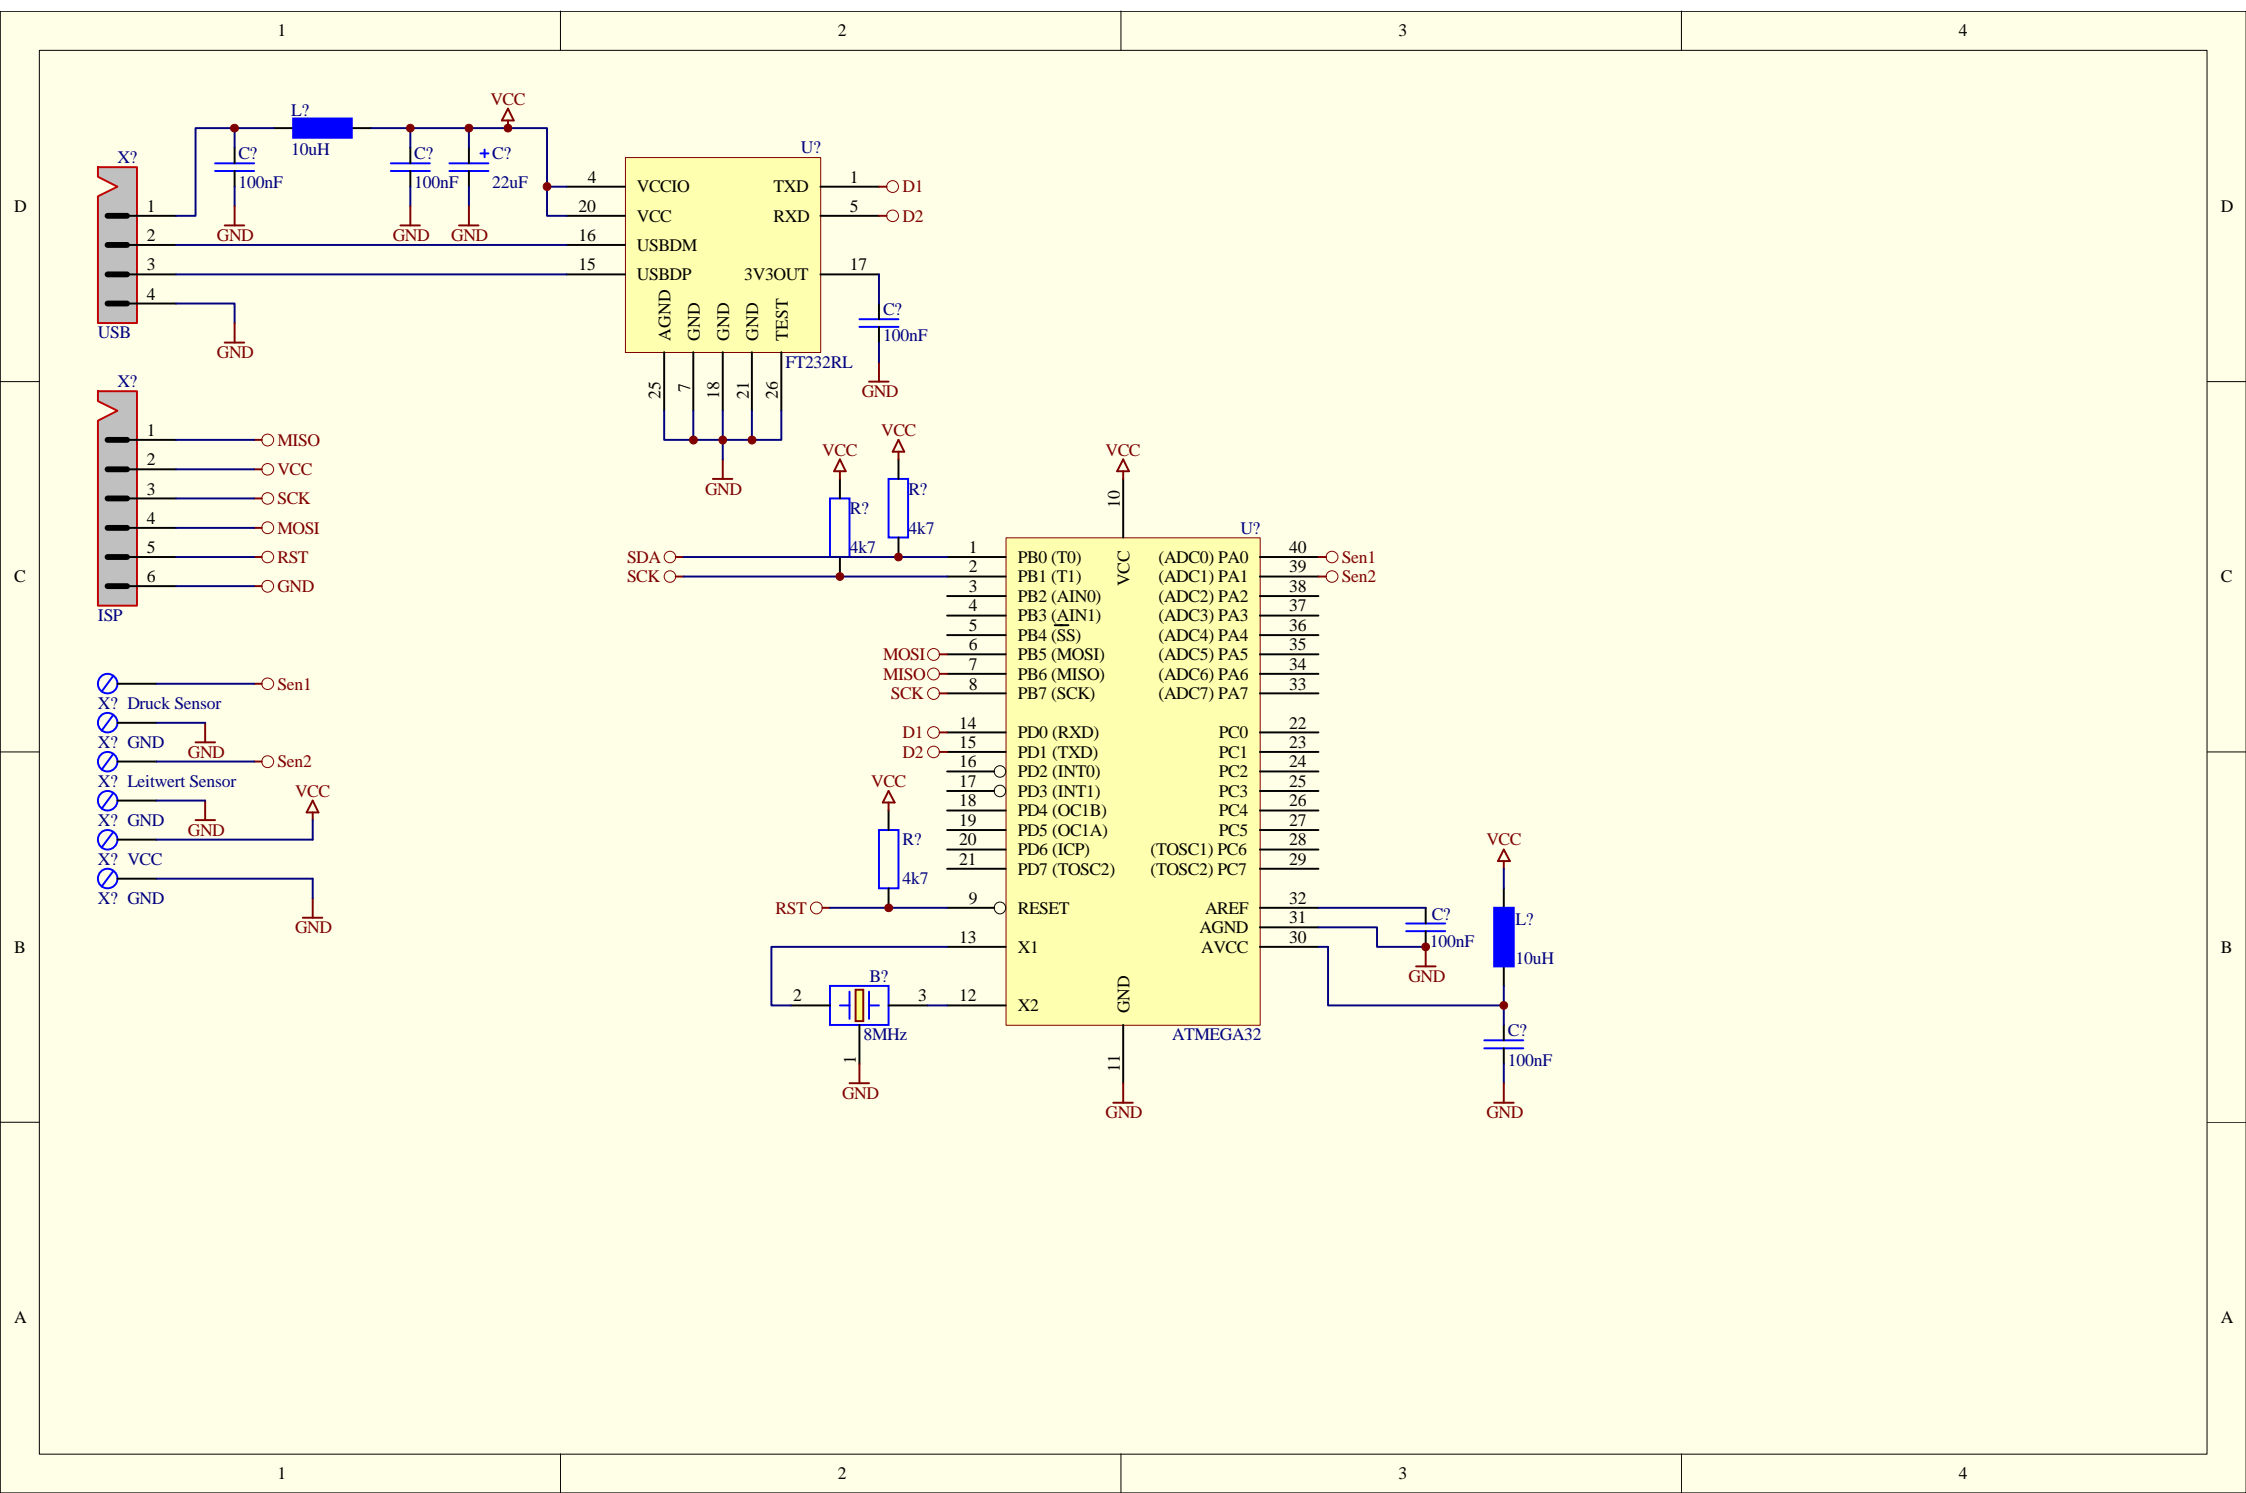 1 2 3 4
D D
C C
B B
A A
1 2 3 4
X?
1
2
3
4
USB
GND
C?
100nF
GND
L?
10uH
C?
100nF
GND
+ C?
22uF
GND
VCC
U?
4 VCCIO TXD 1 D1
20 VCC RXD 5 D2
16 USBDM
15 USBDP 3V3OUT 17
AGND GND GND GND TEST
FT232RL
25 7 18 21 26
GND
C?
100nF
GND
X?
1 MISO
2 VCC
3 SCK
4 MOSI
5 RST
6 GND
ISP
Sen1
X? Druck Sensor
GND
X? GND
Sen2
X? Leitwert Sensor
GND
X? GND
VCC
X? VCC
X? GND
GND
VCC
R?
4k7
VCC
R?
4k7
SDA
SCK
VCC
10
U?
VCC
1 PB0 (T0) (ADC0) PA0 40 Sen1
2 PB1 (T1) (ADC1) PA1 39 Sen2
3 PB2 (AIN0) (ADC2) PA2 38
4 PB3 (AIN1) (ADC3) PA3 37
5 PB4 (SS) (ADC4) PA4 36
MOSI 6 PB5 (MOSI) (ADC5) PA5 35
MISO 7 PB6 (MISO) (ADC6) PA6 34
SCK 8 PB7 (SCK) (ADC7) PA7 33
D1 14 PD0 (RXD) PC0 22
D2 15 PD1 (TXD) PC1 23
16 PD2 (INT0) PC2 24
17 PD3 (INT1) PC3 25
18 PD4 (OC1B) PC4 26
19 PD5 (OC1A) PC5 27
20 PD6 (ICP) (TOSC1) PC6 28
21 PD7 (TOSC2) (TOSC2) PC7 29
VCC
R?
4k7
RST 9 RESET AREF 32
AGND 31
13 X1 AVCC 30
12 X2
GND
ATMEGA32
11
GND
B?
2 3
8MHz
1
GND
C?
100nF
GND
VCC
L?
10uH
C?
100nF
GND